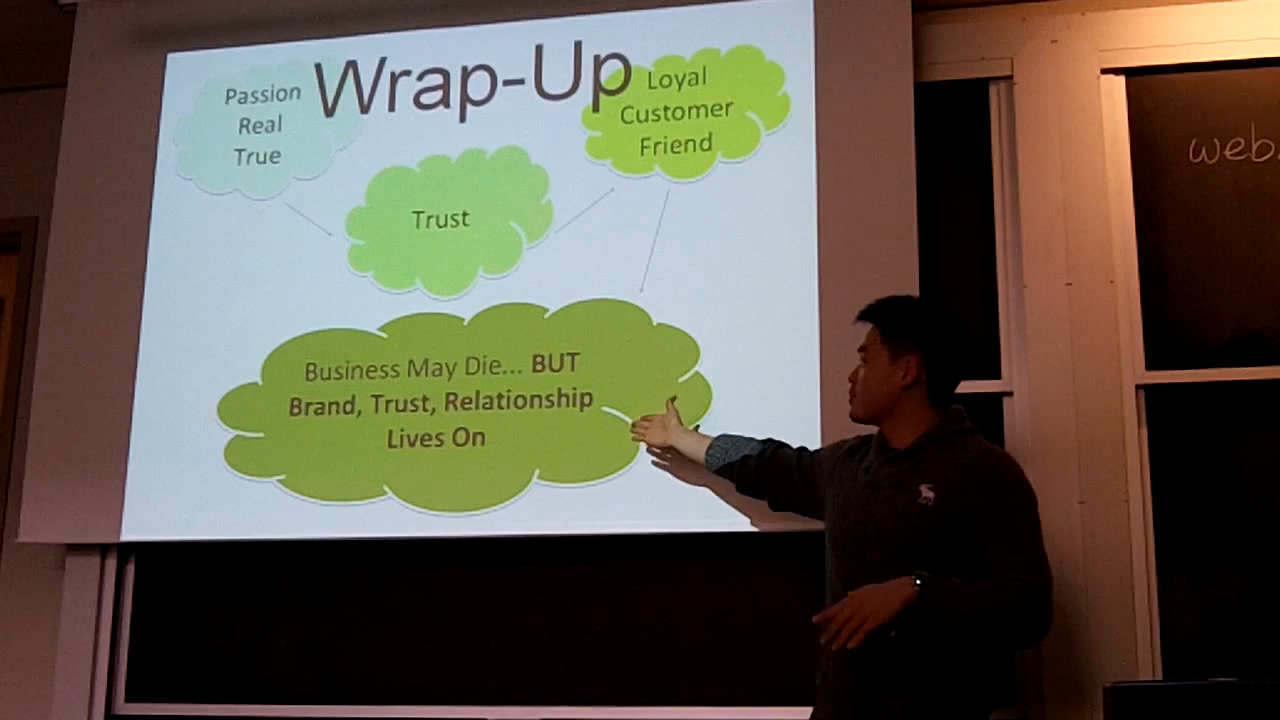 Wrap-Up
Passion
Real
True
Trust
Loyal
Customer
Friend
Business May Die... BUT
Brand, Trust, Relationship
Lives On
web